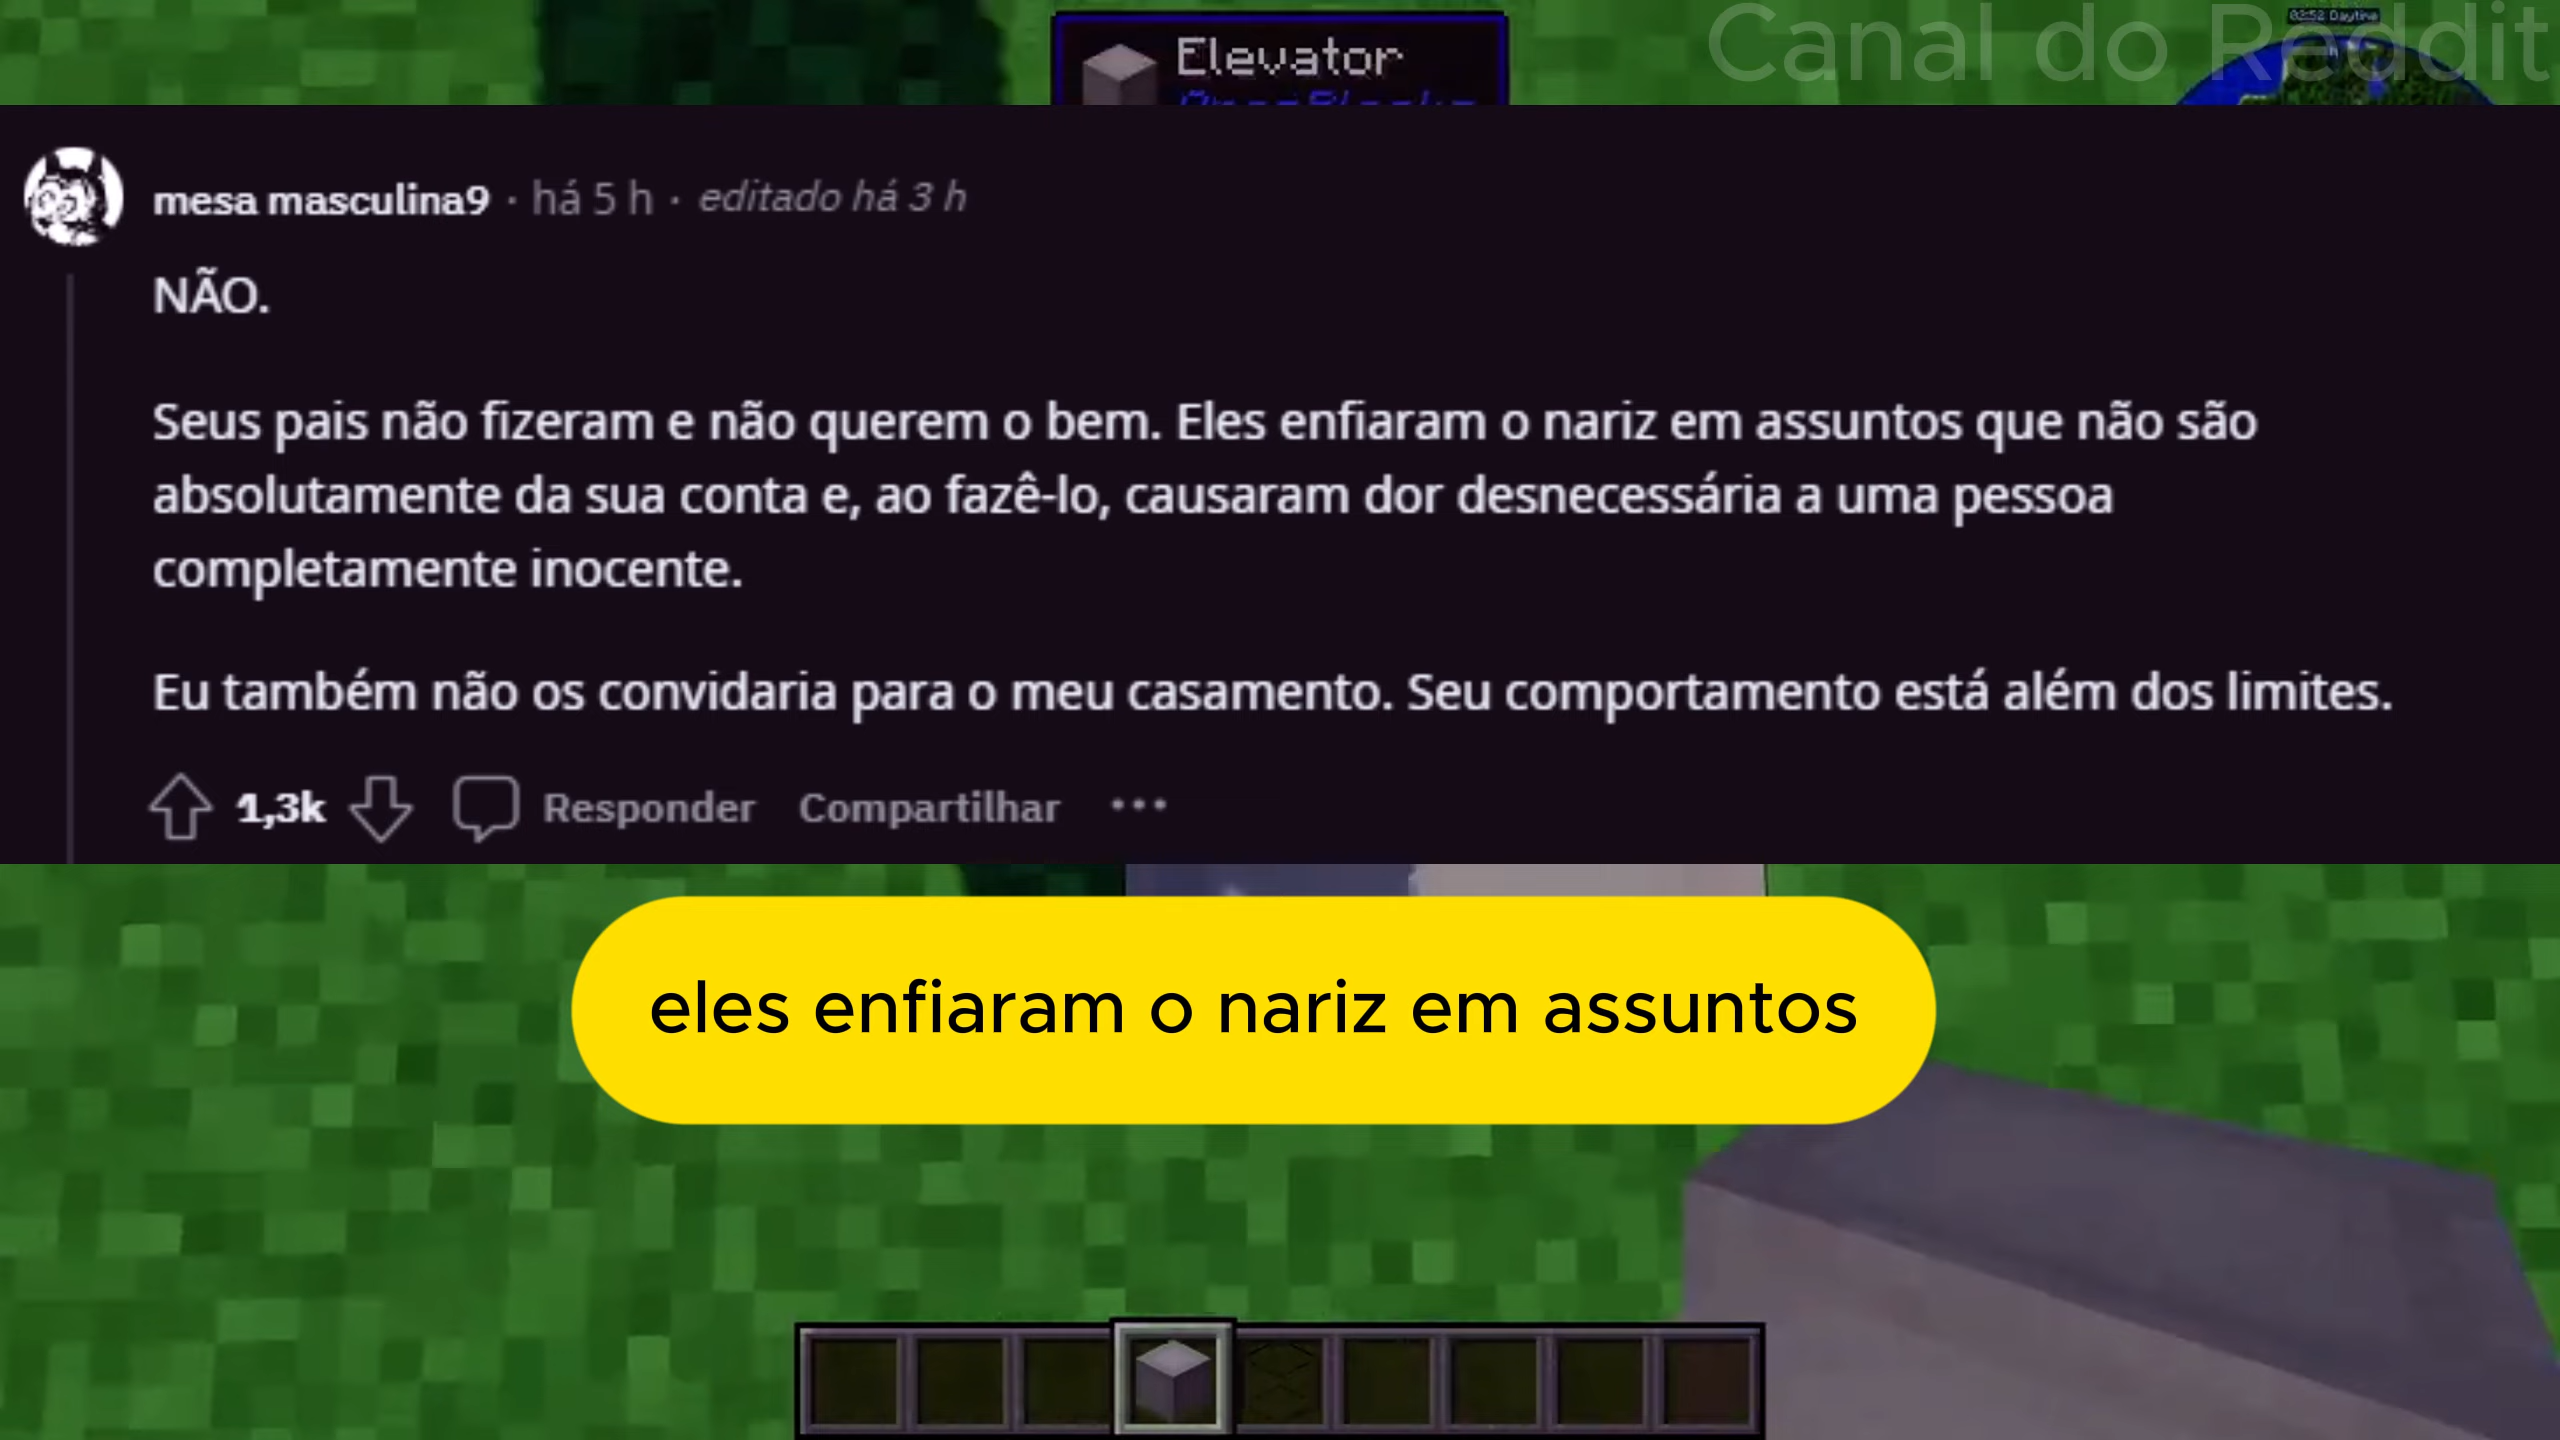 Elevator
Canal do Reddit
mesa masculina9 · há 5 h · editado há 3 h
NÃO.
Seus pais não fizeram e não querem o bem. Eles enfiaram o nariz em assuntos que não são
absolutamente da sua conta e, ao fazê-lo, causaram dor desnecessária a uma pessoa
completamente inocente.
Eu também não os convidaria para o meu casamento. Seu comportamento está além dos limites.
1,3k Responder Compartilhar ...
eles enfiaram o nariz em assuntos